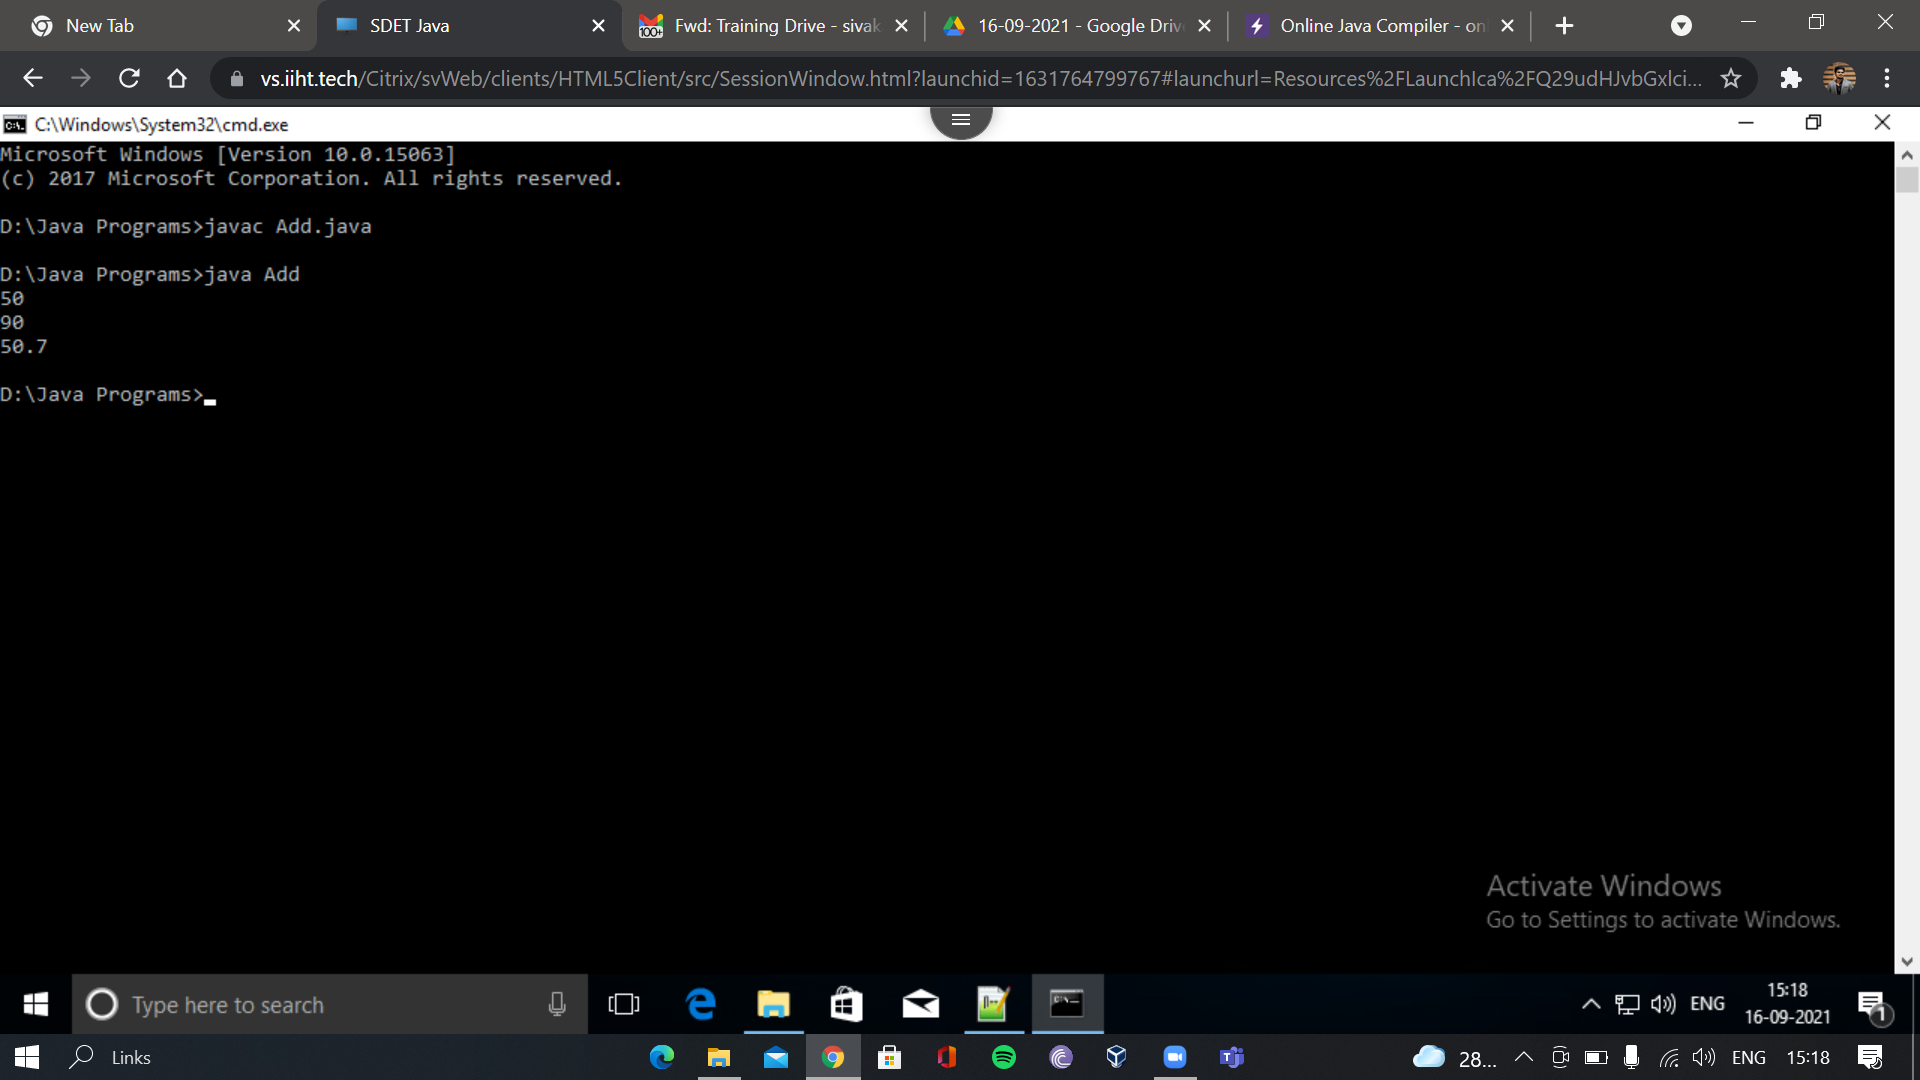 New Tab
SDET Java
Fwd: Training Drive - sivak
16-09-2021 - Google Driv
Online Java Compiler - on
vs.iiht.tech/Citrix/svWeb/clients/HTML5Client/src/SessionWindow.html?launchid=1631764799767#launchurl=Resources%2FLaunchIca%2FQ29udHJvbGxlci...
C:\Windows\System32\cmd.exe
Microsoft Windows [Version 10.0.15063]
(c) 2017 Microsoft Corporation. All rights reserved.
D:\Java Programs>javac Add.java
D:\Java Programs>java Add
50
90
50.7
D:\Java Programs>
Activate Windows
Go to Settings to activate Windows.
Type here to search
ENG
15:18
16-09-2021
1
Links
28...
ENG
15:18